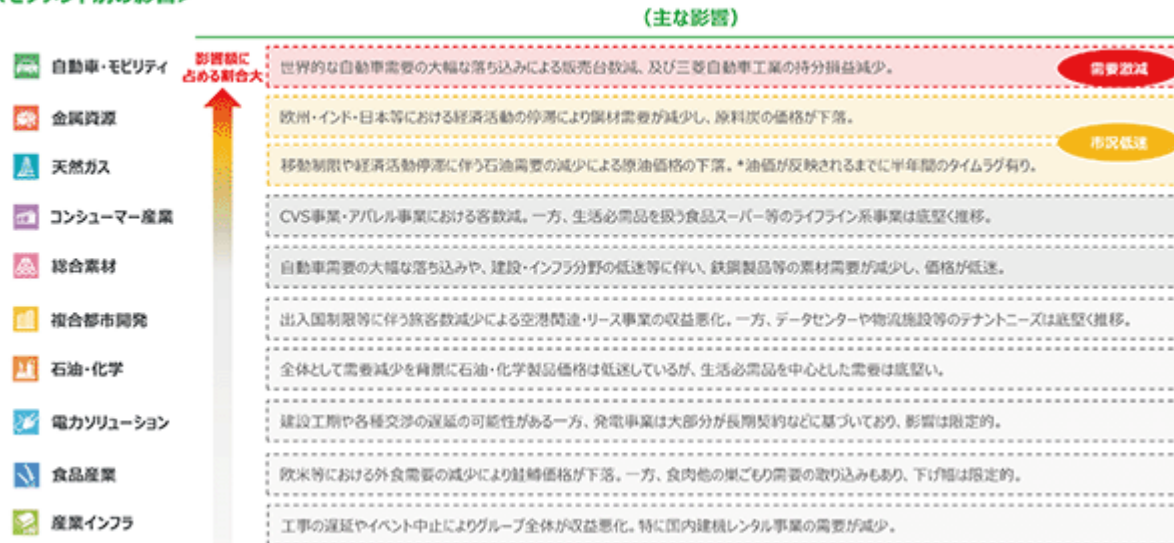 セグメント別の影響
（主な影響）
影響額に
占める割合大
自動車・モビリティ
世界的な自動車需要の大幅な落ち込みによる販売台数減、及び三菱自動車工業の持分損益減少。
需要激減
金属資源
欧州・インド・日本等における経済活動の停滞により鋼材需要が減少し、原料炭の価格が下落。
市況低迷
天然ガス
移動制限や経済活動停滞に伴う石油需要の減少による原油価格の下落。*油価が反映されるまでに半年間のタイムラグ有り。
コンシューマー産業
CVS事業・アパレル事業における客数減。一方、生活必需品を扱う食品スーパー等のライフライン系事業は底堅く推移。
総合素材
自動車需要の大幅な落ち込みや、建設・インフラ分野の低迷等に伴い、鉄鋼製品等の素材需要が減少し、価格が低迷。
複合都市開発
出入国制限等に伴う旅客数減少による空港関連・リース事業の収益悪化。一方、データセンターや物流施設等のテナントニーズは底堅く推移。
石油・化学
全体として需要減少を背景に石油・化学製品価格は低迷しているが、生活必需品を中心とした需要は底堅い。
電力ソリューション
建設工期や各種交渉の遅延の可能性がある一方、発電事業は大部分が長期契約などに基づいており、影響は限定的。
食品産業
欧米等における外食需要の減少により鮭鱒価格が下落。一方、食肉他の巣ごもり需要の取り込みもあり、下げ幅は限定的。
産業インフラ
工事の遅延やイベント中止によりグループ全体が収益悪化。特に国内建機レンタル事業の需要が減少。